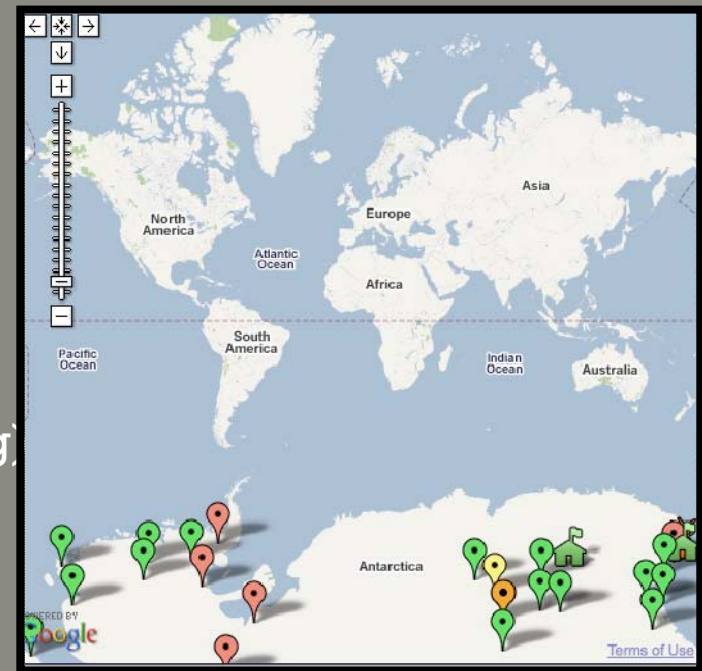 North
America
Atlantic
Ocean
Europe
Asia
Africa
South
America
Pacific
Ocean
Indian
Ocean
Australia
g)
Antarctica
Google
Terms of Use